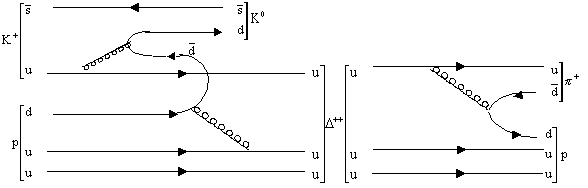 s̅ s̅
K⁺ d K⁰
d̅
u u u u
d̅ π⁺
d
p Δ⁺⁺ d p
u u u u
u u u u